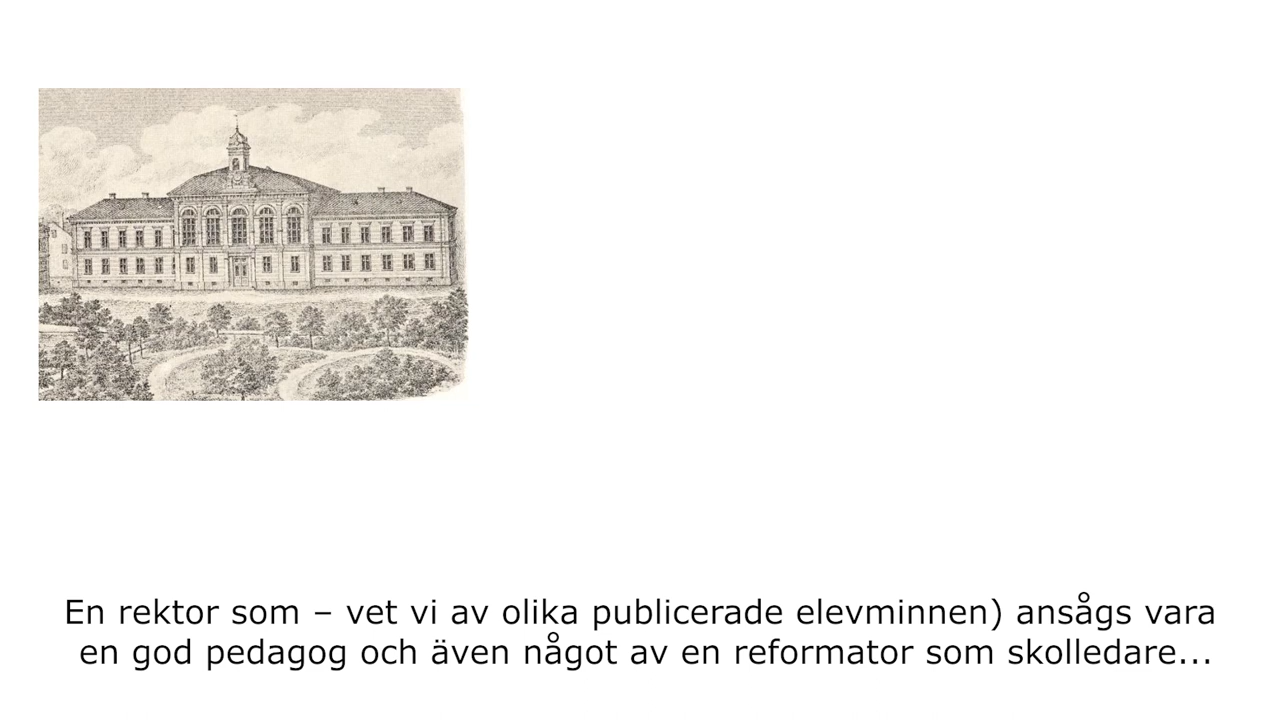 En rektor som – vet vi av olika publicerade elevminnen) ansågs vara
en god pedagog och även något av en reformator som skolledare...